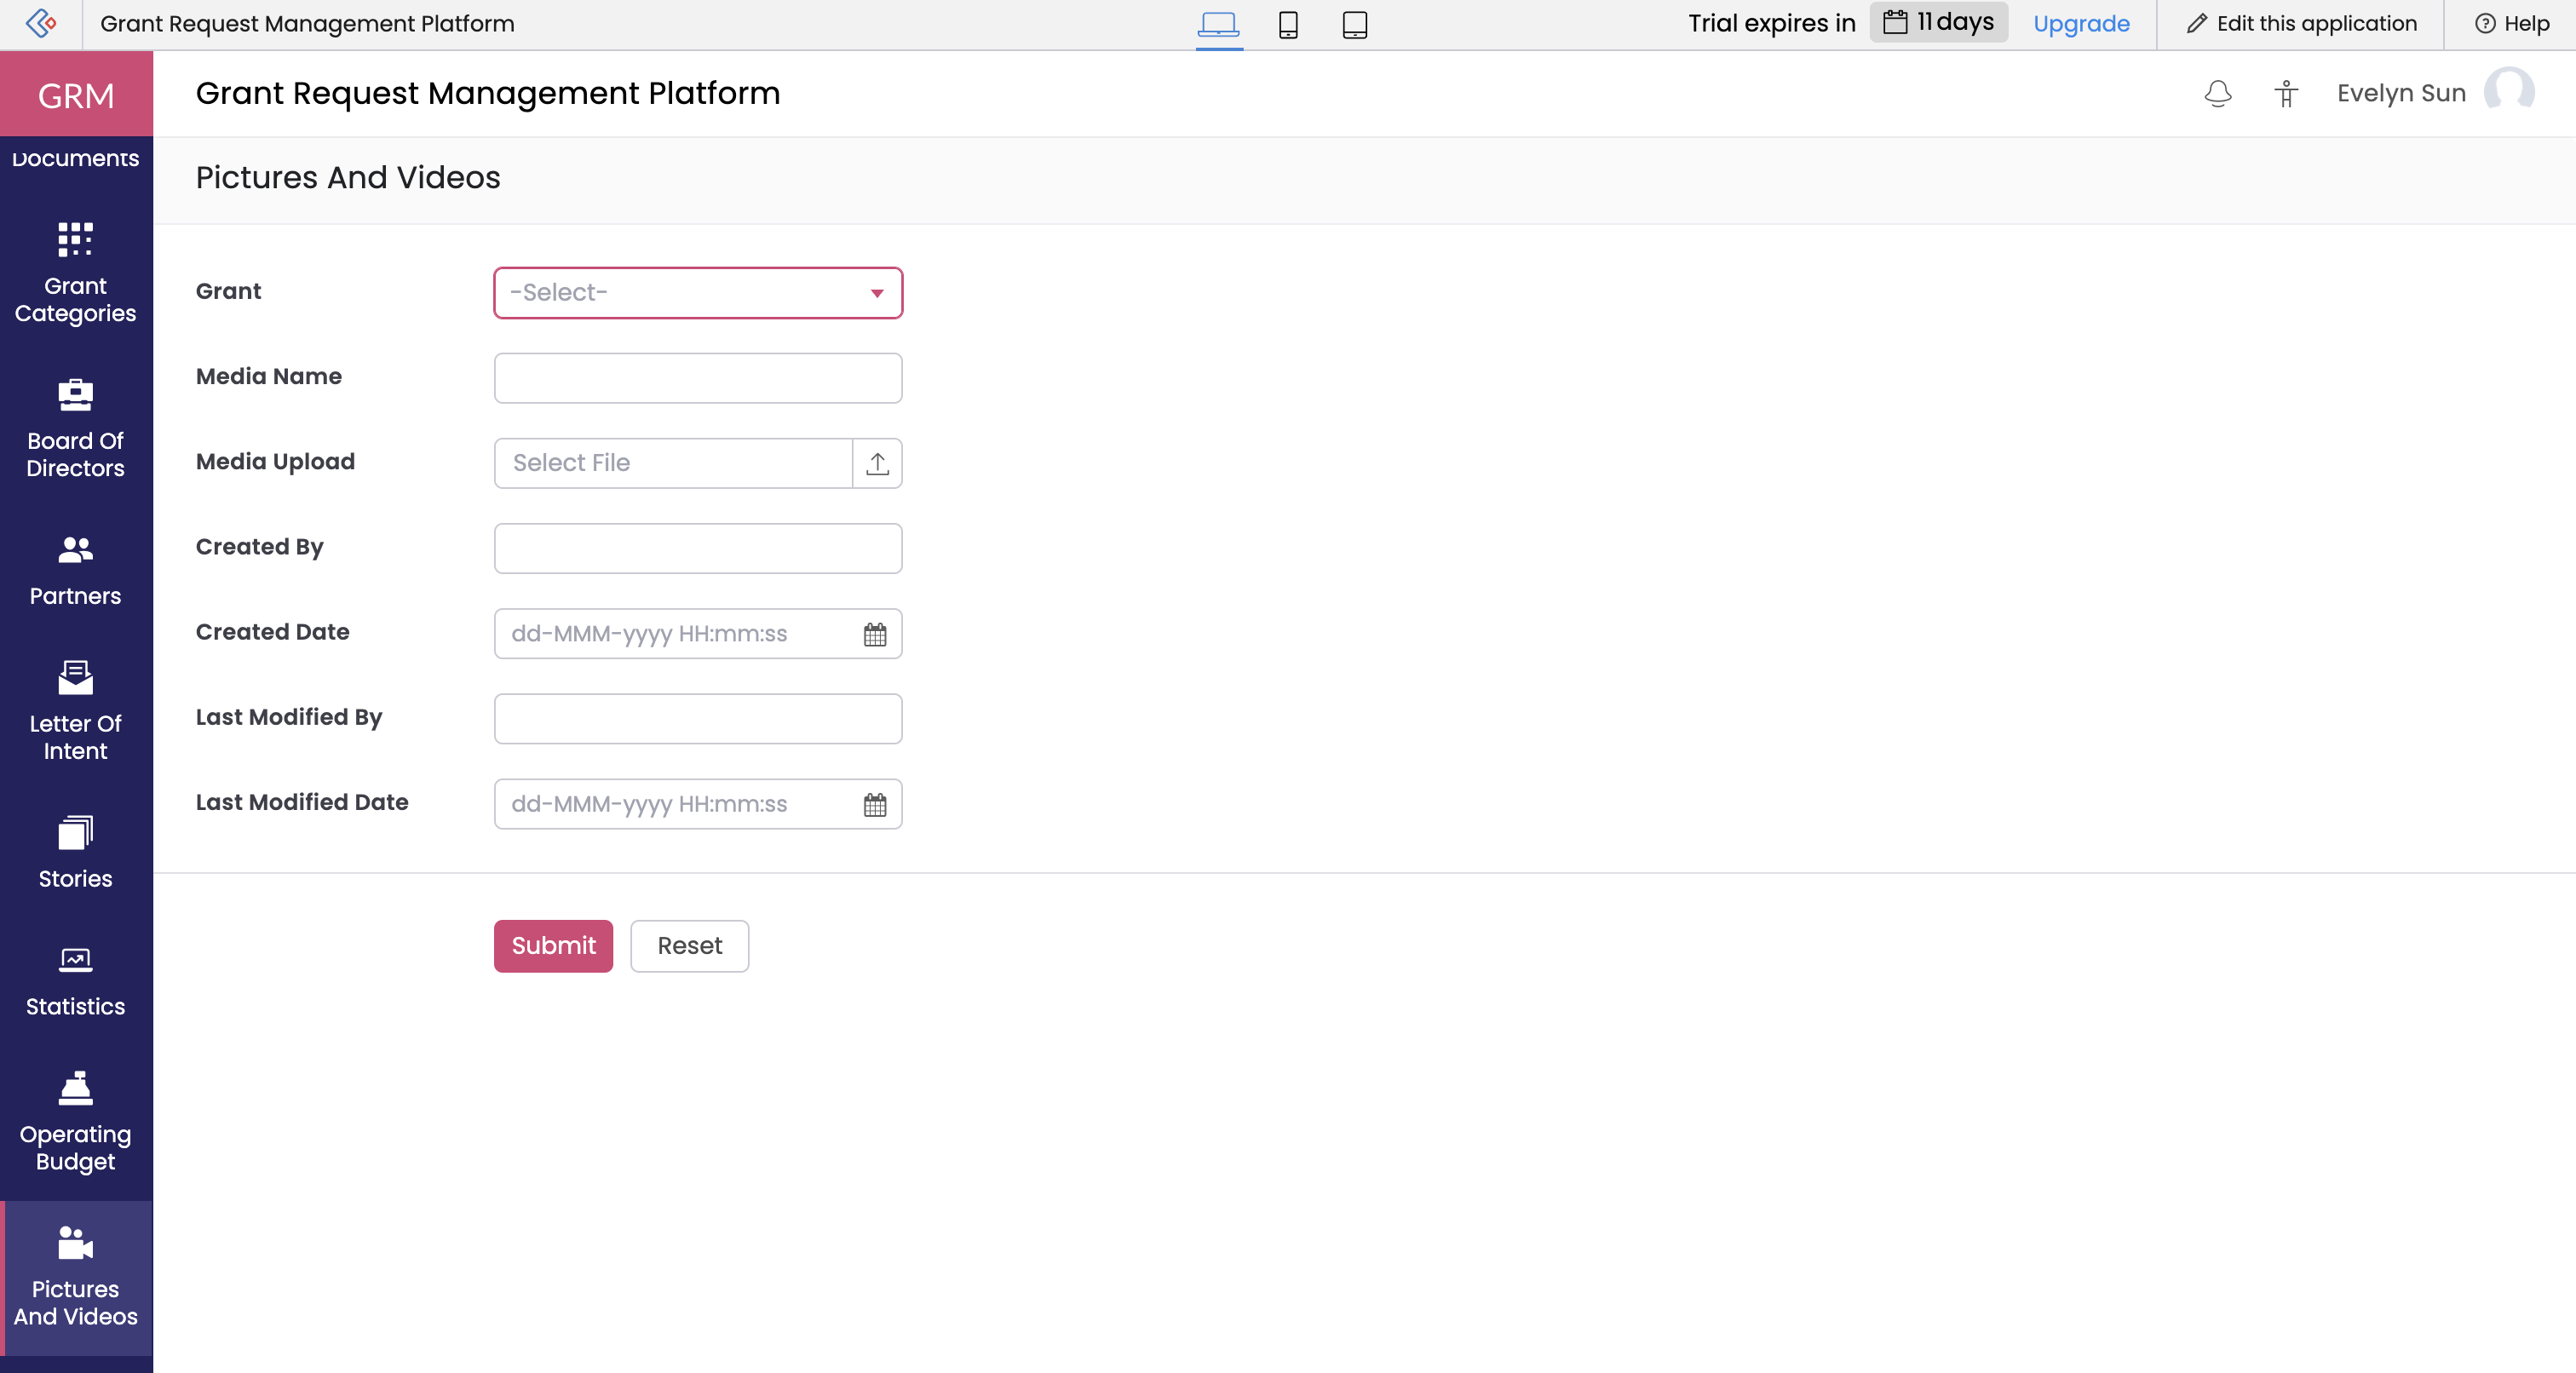 Grant Request Management Platform
Trial expires in 11 days Upgrade Edit this application Help
GRM
Grant Request Management Platform
Evelyn Sun
Documents
Grant
Categories
Board Of
Directors
Partners
Letter Of
Intent
Stories
Statistics
Operating
Budget
Pictures
And Videos
Pictures And Videos
Grant -Select-
Media Name
Media Upload Select File
Created By
Created Date dd-MMM-yyyy HH:mm:ss
Last Modified By
Last Modified Date dd-MMM-yyyy HH:mm:ss
Submit Reset